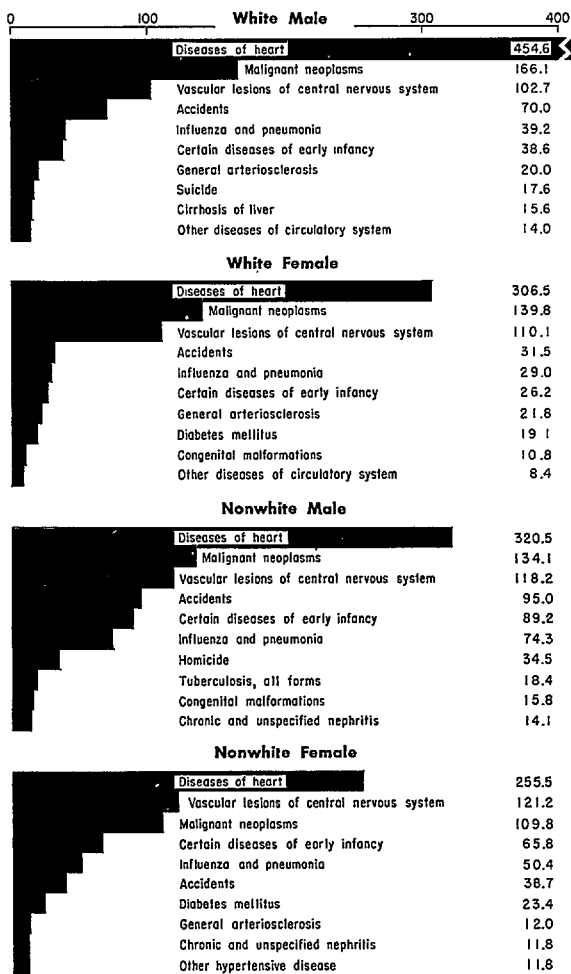 White Male
0 100 300 400
Diseases of heart 454.6
Malignant neoplasms 166.1
Vascular lesions of central nervous system 102.7
Accidents 70.0
Influenza and pneumonia 39.2
Certain diseases of early infancy 38.6
General arteriosclerosis 20.0
Suicide 17.6
Cirrhosis of liver 15.6
Other diseases of circulatory system 14.0
White Female
Diseases of heart 306.5
Malignant neoplasms 139.8
Vascular lesions of central nervous system 110.1
Accidents 31.5
Influenza and pneumonia 29.0
Certain diseases of early infancy 26.2
General arteriosclerosis 21.8
Diabetes mellitus 19.1
Congenital malformations 10.8
Other diseases of circulatory system 8.4
Nonwhite Male
Diseases of heart 320.5
Malignant neoplasms 134.1
Vascular lesions of central nervous system 118.2
Accidents 95.0
Certain diseases of early infancy 89.2
Influenza and pneumonia 74.3
Homicide 34.5
Tuberculosis, all forms 18.4
Congenital malformations 15.8
Chronic and unspecified nephritis 14.1
Nonwhite Female
Diseases of heart 255.5
Vascular lesions of central nervous system 121.2
Malignant neoplasms 109.8
Certain diseases of early infancy 65.8
Influenza and pneumonia 50.4
Accidents 38.7
Diabetes mellitus 23.4
General arteriosclerosis 12.0
Chronic and unspecified nephritis 11.8
Other hypertensive disease 11.8